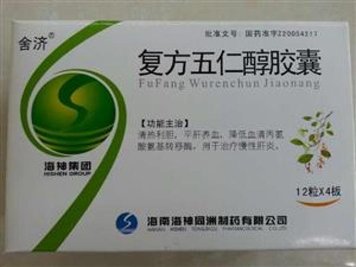 舍济®
批准文号：国药准字Z20054317
复方五仁醇胶囊
FuFang Wurenchun Jiaonang
【功能主治】
清热利胆，平肝养血，降低血清丙氨
酸氨基转移酶，用于治疗慢性肝炎。
海神集团
HISHEN GROUP
12粒X4板
海南海神同洲制药有限公司